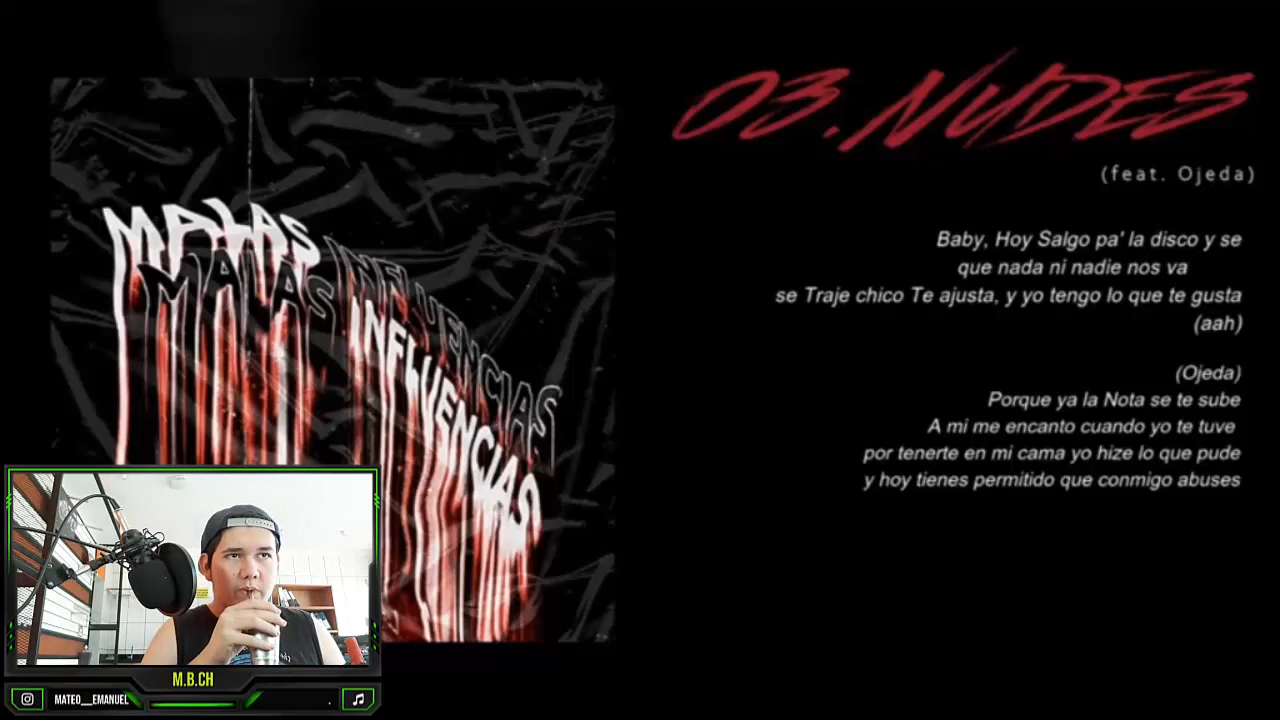 03. NUDES
(feat. Ojeda)
Baby, Hoy Salgo pa' la disco y se
que nada ni nadie nos va
se Traje chico Te ajusta, y yo tengo lo que te gusta
(aah)
(Ojeda)
Porque ya la Nota se te sube
A mi me encanto cuando yo te tuve
por tenerte en mi cama yo hize lo que pude
y hoy tienes permitido que conmigo abuses
MALAS
MALAS
INFLUENCIAS
INFLUENCIAS
M.B.CH
MATEO__EMANUEL